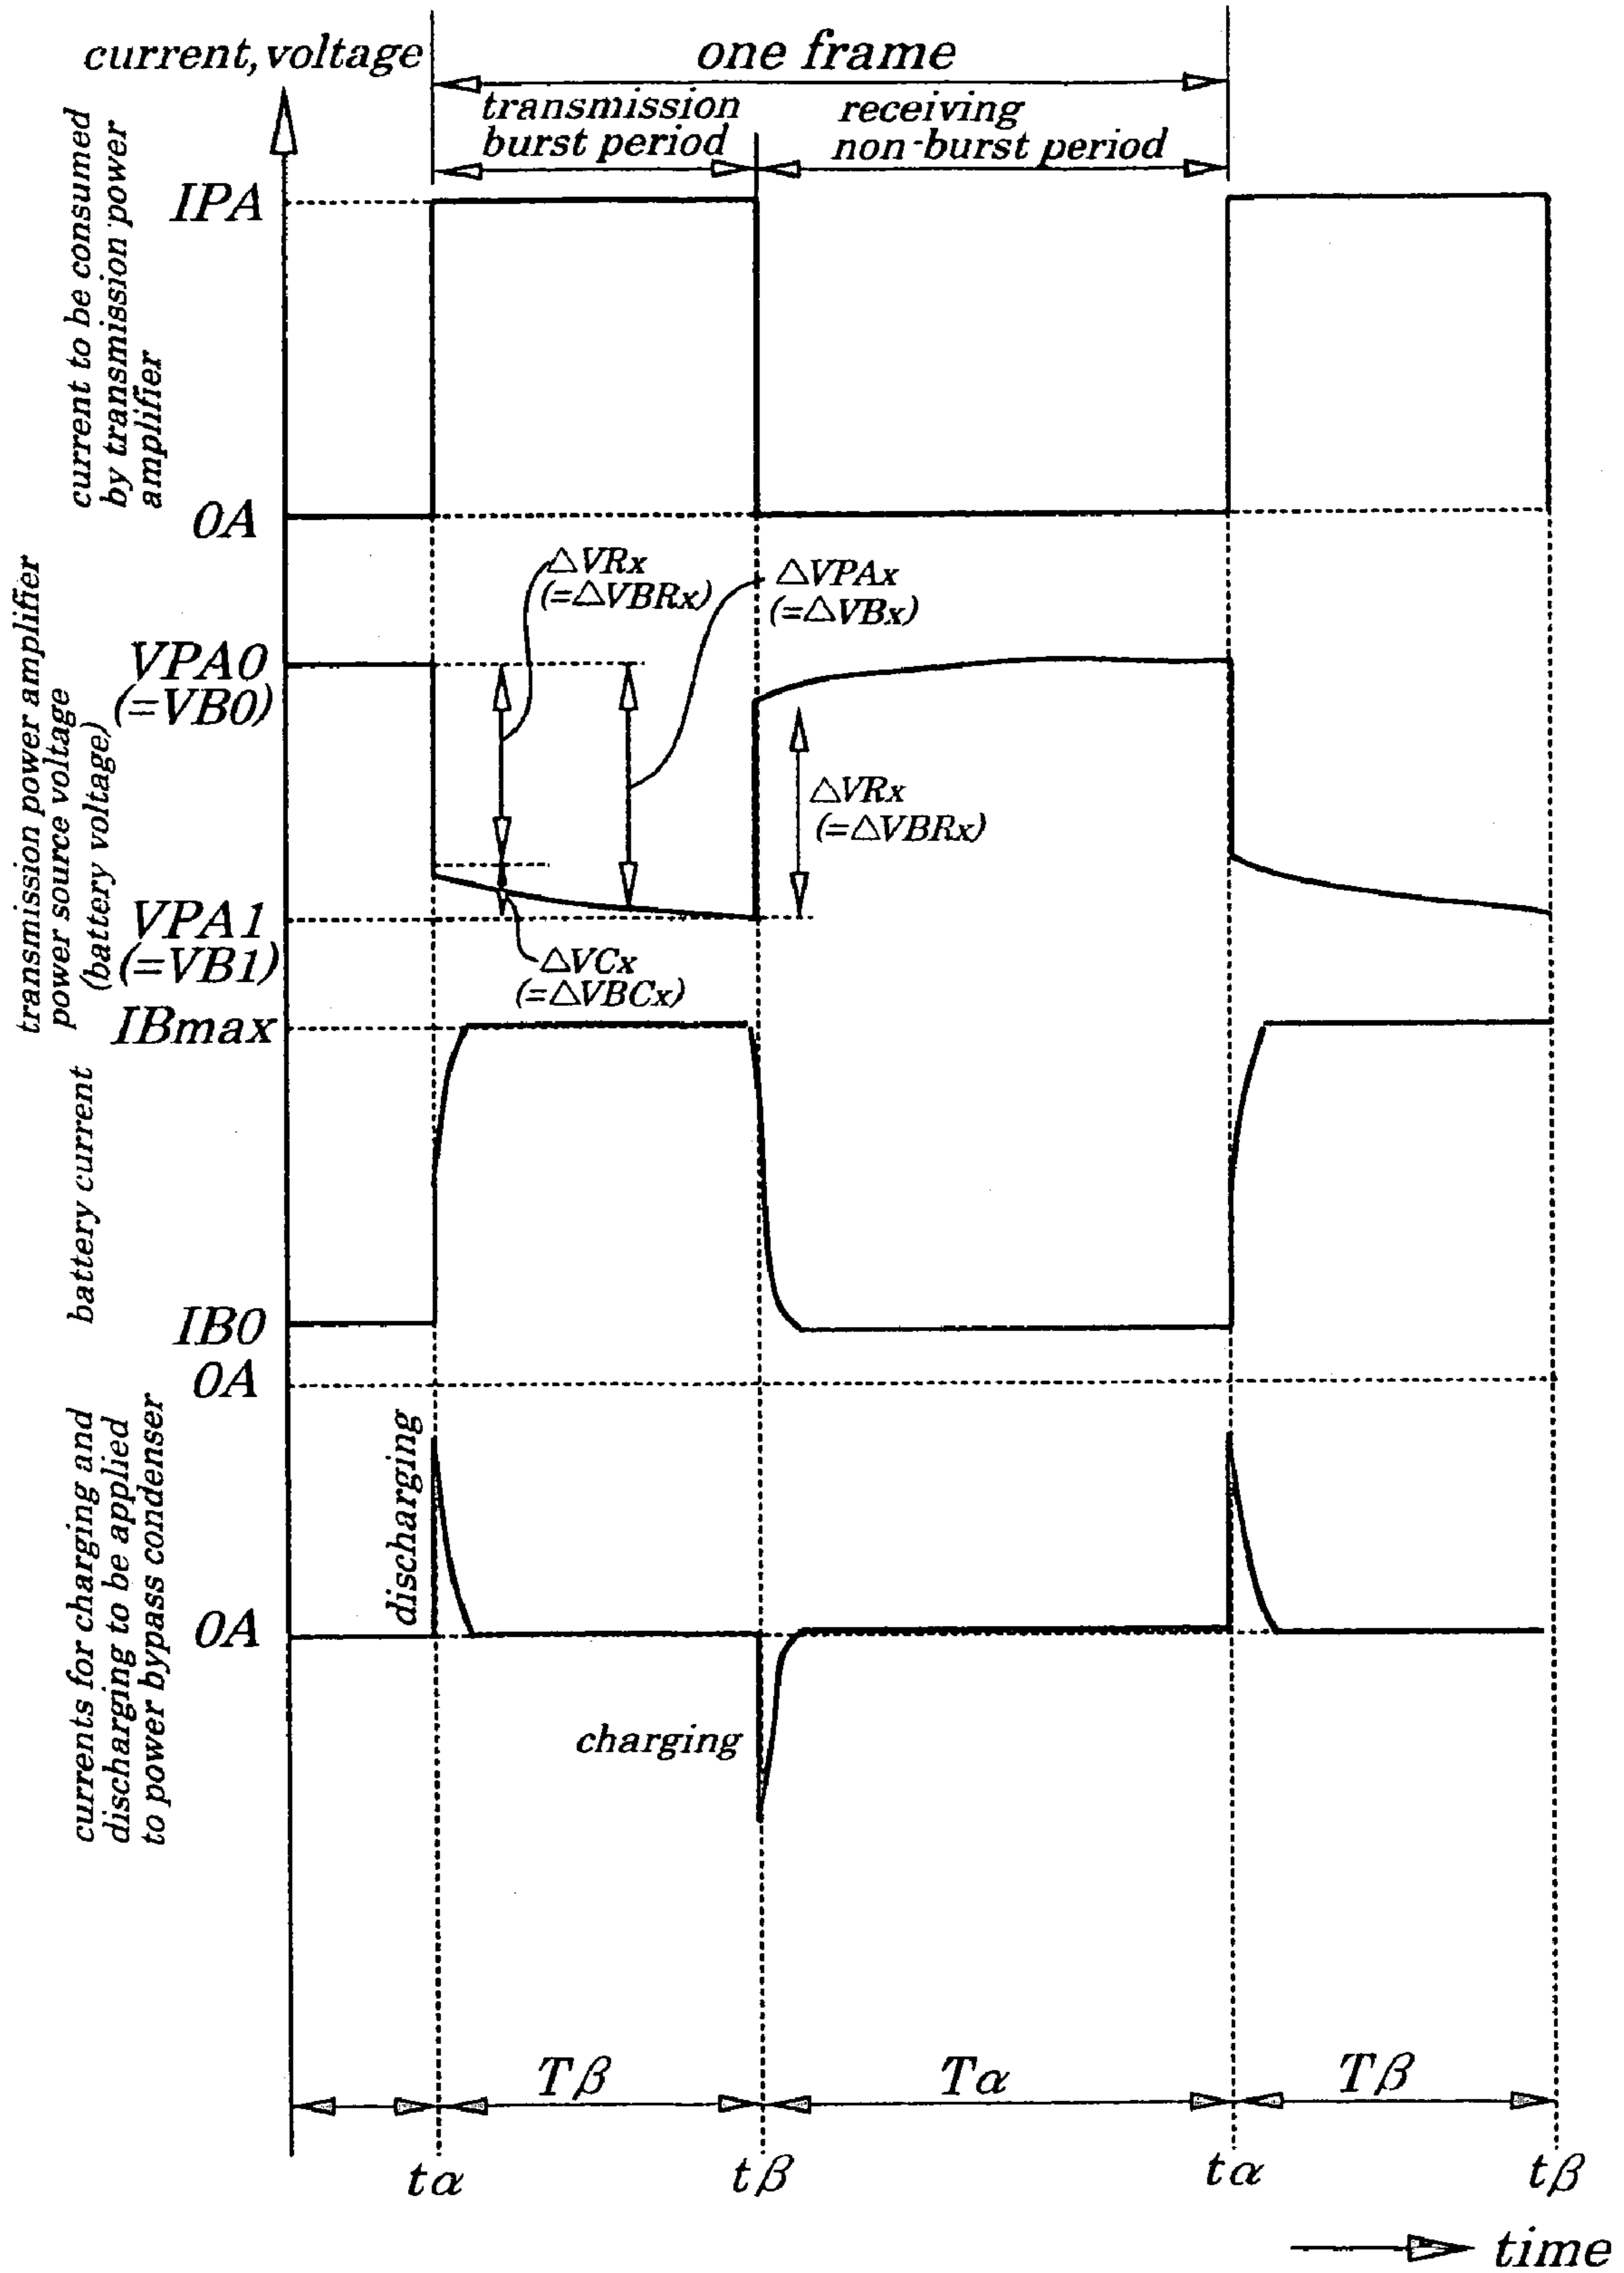 current, voltage
one frame
transmission
burst period
receiving
non-burst period
current to be consumed
by transmission power
amplifier
IPA
0A
△VRx
(=△VBRx)
△VPAx
(=△VBx)
transmission power amplifier
power source voltage
(battery voltage)
VPA0
(=VB0)
△VRx
(=△VBRx)
VPA1
(=VB1)
△VCx
(=△VBCx)
IBmax
battery current
IB0
0A
currents for charging and
discharging to be applied
to power bypass condenser
discharging
0A
charging
Tβ
Tα
Tβ
tα
tβ
tα
tβ
time